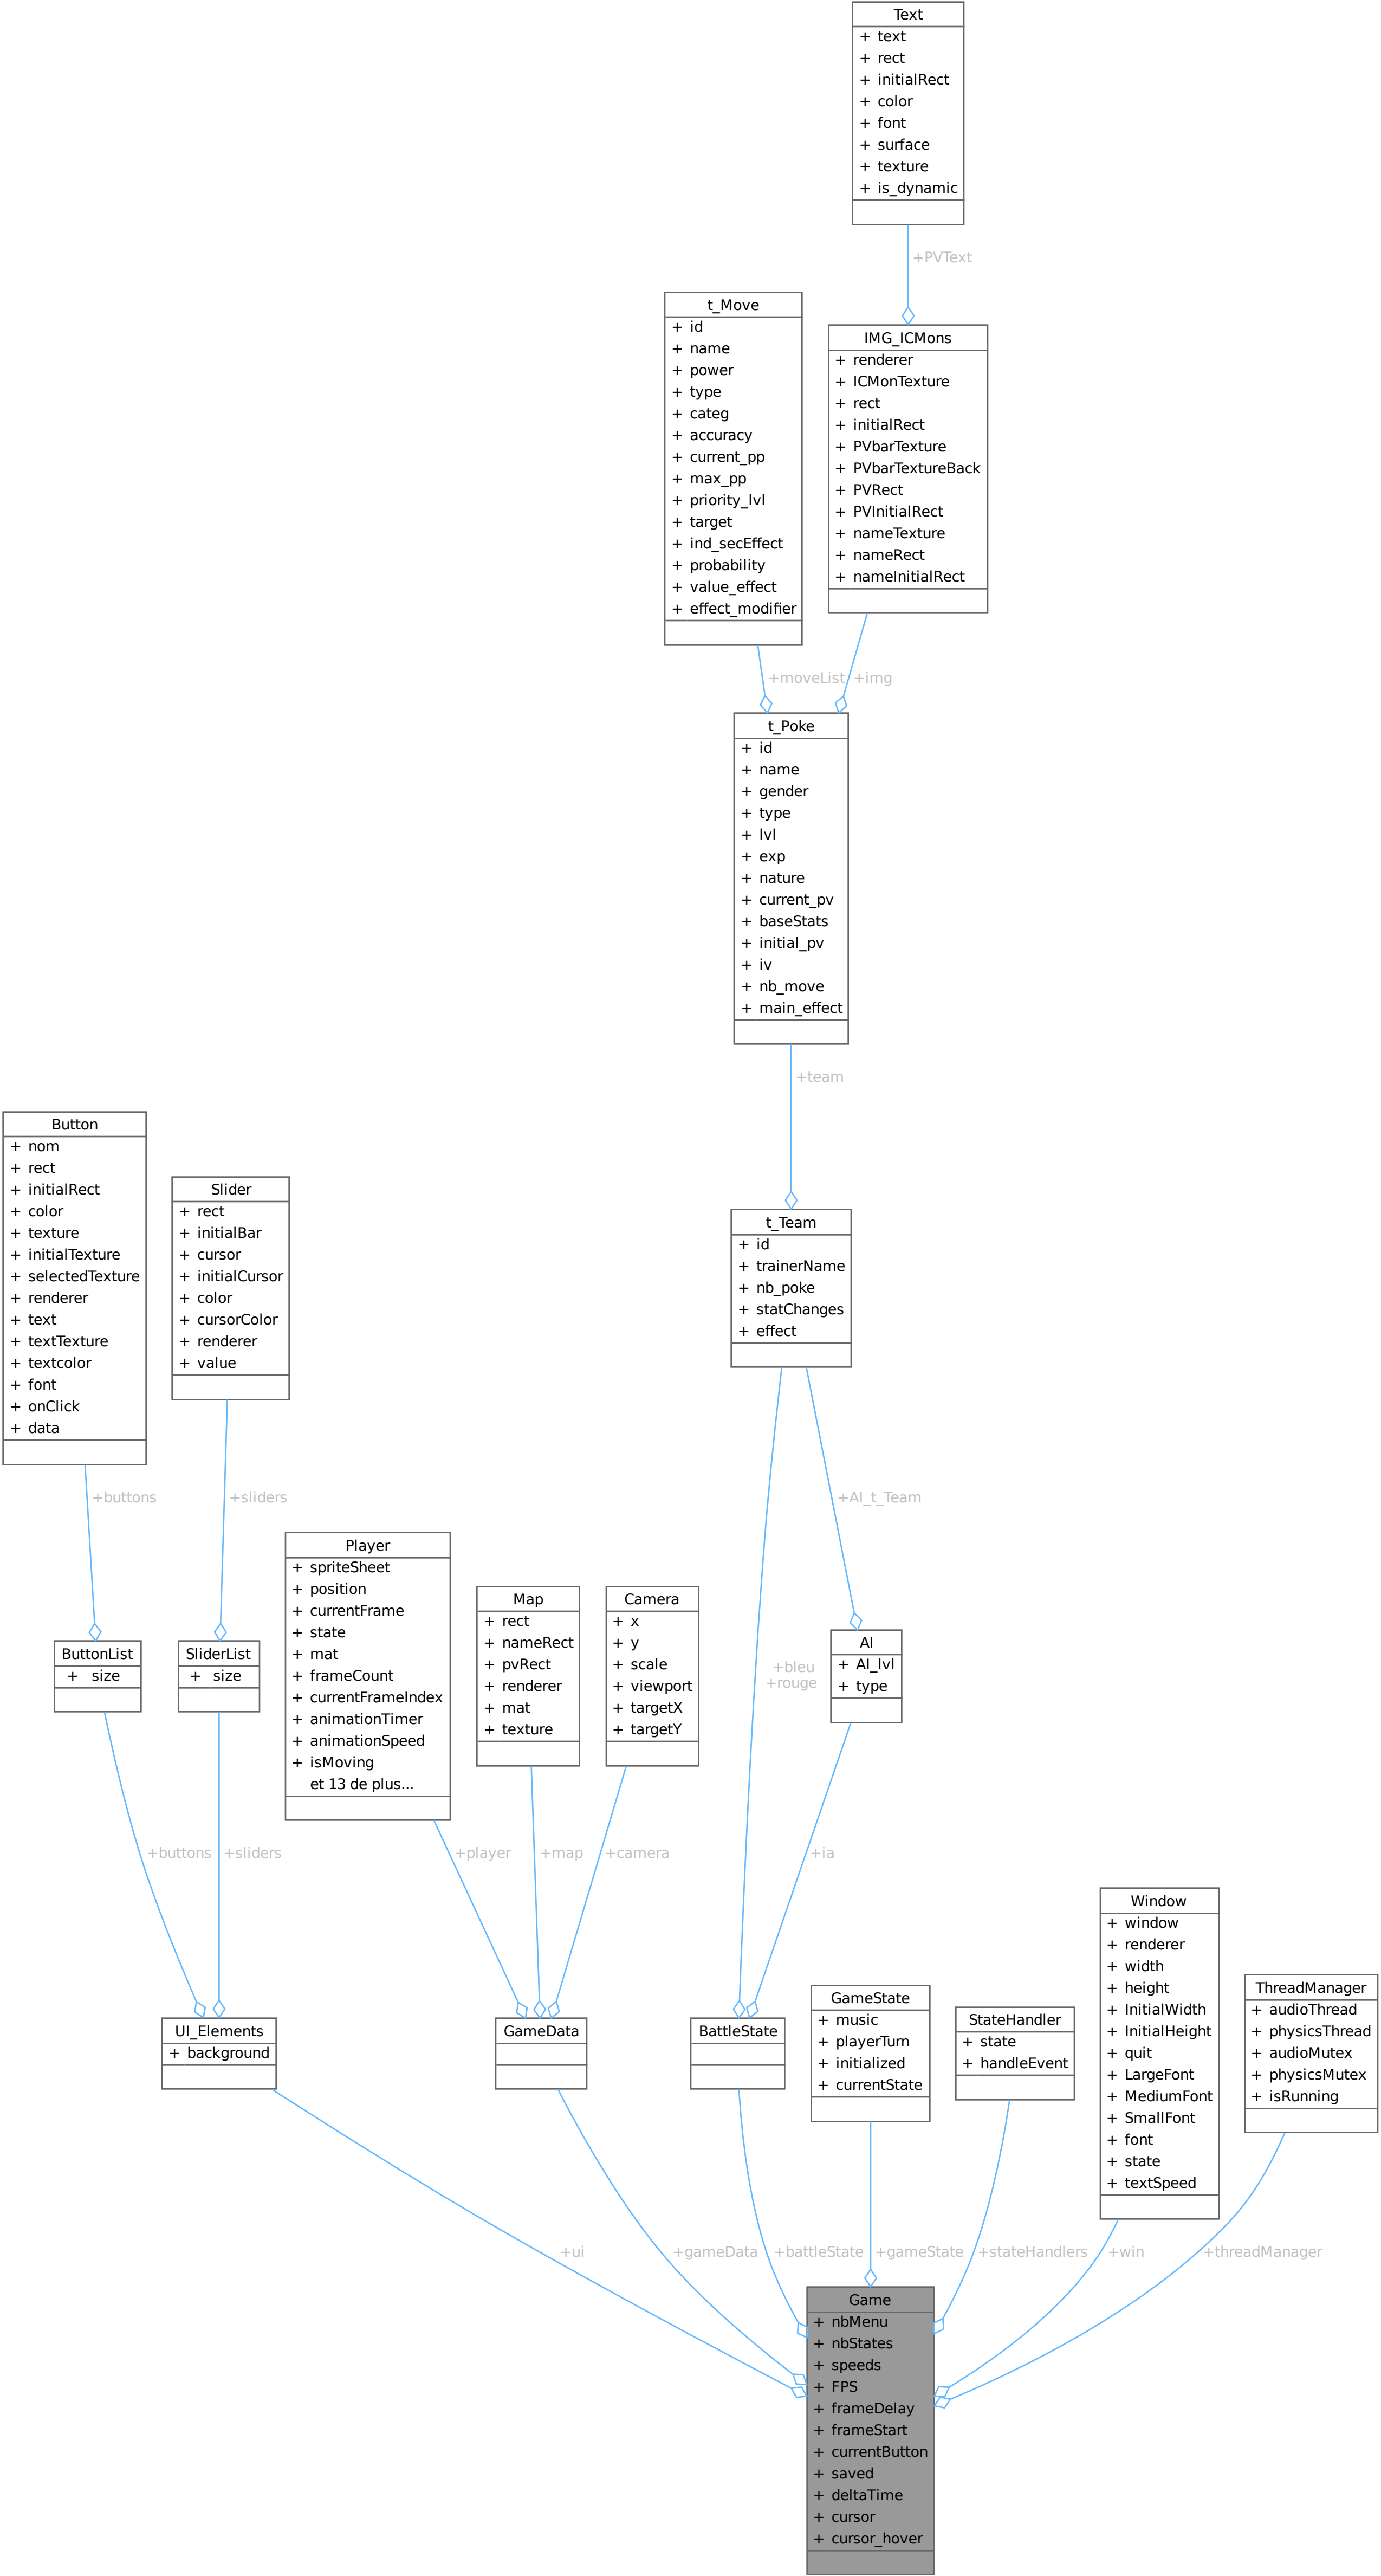 Text
+ text
+ rect
+ initialRect
+ color
+ font
+ surface
+ texture
+ is_dynamic
+PVText
t_Move
+ id
+ name
+ power
+ type
+ categ
+ accuracy
+ current_pp
+ max_pp
+ priority_lvl
+ target
+ ind_secEffect
+ probability
+ value_effect
+ effect_modifier
IMG_ICMons
+ renderer
+ ICMonTexture
+ rect
+ initialRect
+ PVbarTexture
+ PVbarTextureBack
+ PVRect
+ PVInitialRect
+ nameTexture
+ nameRect
+ nameInitialRect
+moveList
+img
t_Poke
+ id
+ name
+ gender
+ type
+ lvl
+ exp
+ nature
+ current_pv
+ baseStats
+ initial_pv
+ iv
+ nb_move
+ main_effect
+team
Button
+ nom
+ rect
+ initialRect
+ color
+ texture
+ initialTexture
+ selectedTexture
+ renderer
+ text
+ textTexture
+ textcolor
+ font
+ onClick
+ data
Slider
+ rect
+ initialBar
+ cursor
+ initialCursor
+ color
+ cursorColor
+ renderer
+ value
t_Team
+ id
+ trainerName
+ nb_poke
+ statChanges
+ effect
+buttons
+sliders
+AI_t_Team
Player
+ spriteSheet
+ position
+ currentFrame
+ state
+ mat
+ frameCount
+ currentFrameIndex
+ animationTimer
+ animationSpeed
+ isMoving
et 13 de plus...
Map
+ rect
+ nameRect
+ pvRect
+ renderer
+ mat
+ texture
Camera
+ x
+ y
+ scale
+ viewport
+ targetX
+ targetY
ButtonList
+ size
SliderList
+ size
+bleu
+rouge
AI
+ AI_lvl
+ type
+buttons
+sliders
+player
+map
+camera
+ia
UI_Elements
+ background
GameData
BattleState
GameState
+ music
+ playerTurn
+ initialized
+ currentState
StateHandler
+ state
+ handleEvent
Window
+ window
+ renderer
+ width
+ height
+ InitialWidth
+ InitialHeight
+ quit
+ LargeFont
+ MediumFont
+ SmallFont
+ font
+ state
+ textSpeed
ThreadManager
+ audioThread
+ physicsThread
+ audioMutex
+ physicsMutex
+ isRunning
+ui
+gameData
+battleState
+gameState
+stateHandlers
+win
+threadManager
Game
+ nbMenu
+ nbStates
+ speeds
+ FPS
+ frameDelay
+ frameStart
+ currentButton
+ saved
+ deltaTime
+ cursor
+ cursor_hover